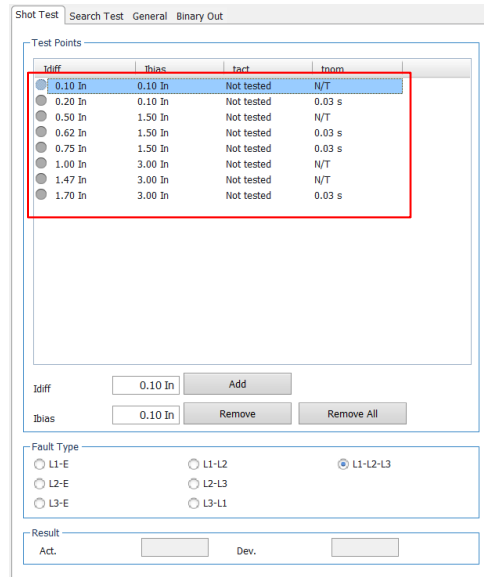 Shot Test Search Test General Binary Out
Test Points
Idiff Ibias tact tnom
0.10 In 0.10 In Not tested N/T
0.20 In 0.10 In Not tested 0.03 s
0.50 In 1.50 In Not tested N/T
0.62 In 1.50 In Not tested 0.03 s
0.75 In 1.50 In Not tested 0.03 s
1.00 In 3.00 In Not tested N/T
1.47 In 3.00 In Not tested N/T
1.70 In 3.00 In Not tested 0.03 s
Idiff 0.10 In Add
Ibias 0.10 In Remove Remove All
Fault Type
L1-E L1-L2 L1-L2-L3
L2-E L2-L3
L3-E L3-L1
Result
Act. Dev.